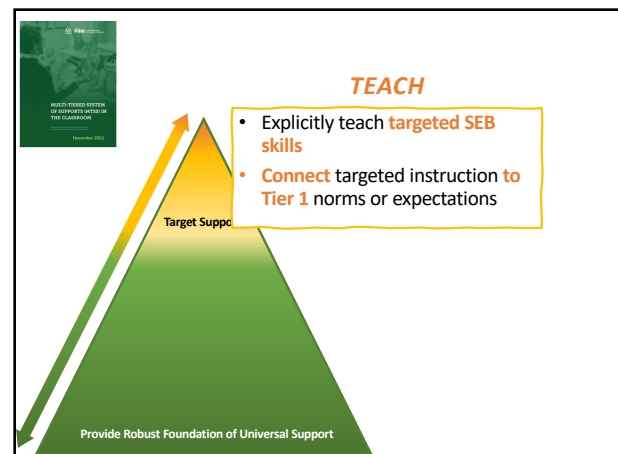 PBIS
MULTI-TIERED SYSTEM
OF SUPPORTS (MTSS) IN
THE CLASSROOM
November 2021
TEACH
• Explicitly teach targeted SEB
skills
• Connect targeted instruction to
Tier 1 norms or expectations
Target Suppo
Provide Robust Foundation of Universal Support